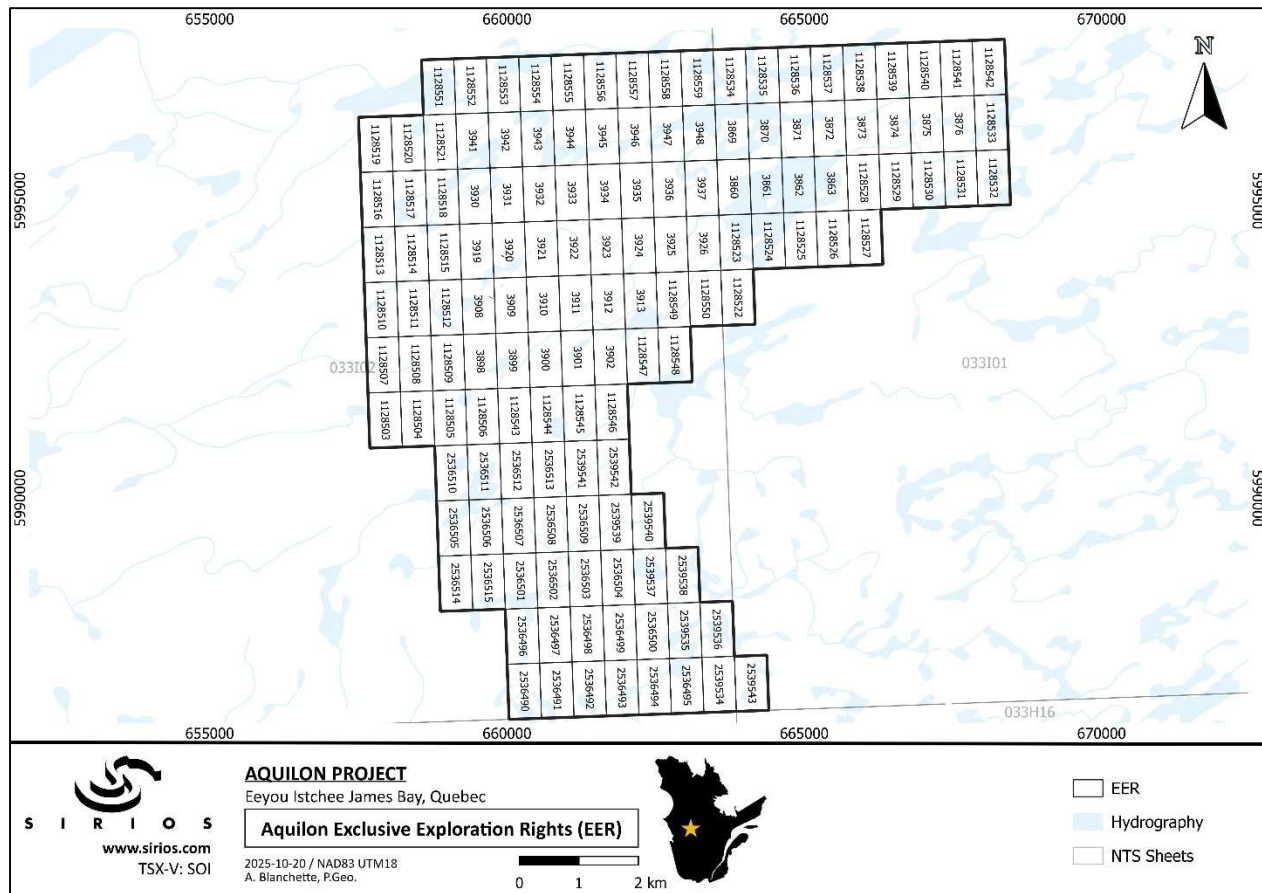 655000 660000 665000 670000
N
1128551 1128552 1128553 1128554 1128555 1128556 1128557 1128558 1128559 1128534 1128535 1128536 1128537 1128538 1128539 1128540 1128541 1128542
1128519 1128520 1128521 3941 3942 3943 3944 3945 3946 3947 3948 3869 3870 3871 3872 3873 3874 3875 3876 1128533
5995000 1128516 1128517 1128518 3930 3931 3932 3933 3934 3935 3936 3937 3860 3861 3862 3863 1128528 1128529 1128530 1128531 1128532 5995000
1128513 1128514 1128515 3919 3920 3921 3922 3923 3924 3925 3926 1128523 1128524 1128525 1128526 1128527
1128510 1128511 1128512 3908 3909 3910 3911 3912 3913 1128549 1128550 1128522
033I02 1128507 1128508 1128509 3898 3899 3900 3901 3902 1128547 1128548 033I01
1128503 1128504 1128505 1128506 1128543 1128544 1128545 1128546
5990000 2536510 2536511 2536512 2536513 2539541 2539542 5990000
2536505 2536506 2536507 2536508 2536509 2539539 2539540
2536514 2536515 2536501 2536502 2536503 2536504 2539537 2539538
2536496 2536497 2536498 2536499 2536500 2539535 2539536
2536490 2536491 2536492 2536493 2536494 2536495 2539534 2539543
033H16
655000 660000 665000 670000
SIRIOS
www.sirios.com
TSX-V: SOI
AQUILON PROJECT
Eeyou Istchee James Bay, Quebec
Aquilon Exclusive Exploration Rights (EER)
2025-10-20 / NAD83 UTM18
A. Blanchette, P.Geo.
0 1 2 km
EER
Hydrography
NTS Sheets